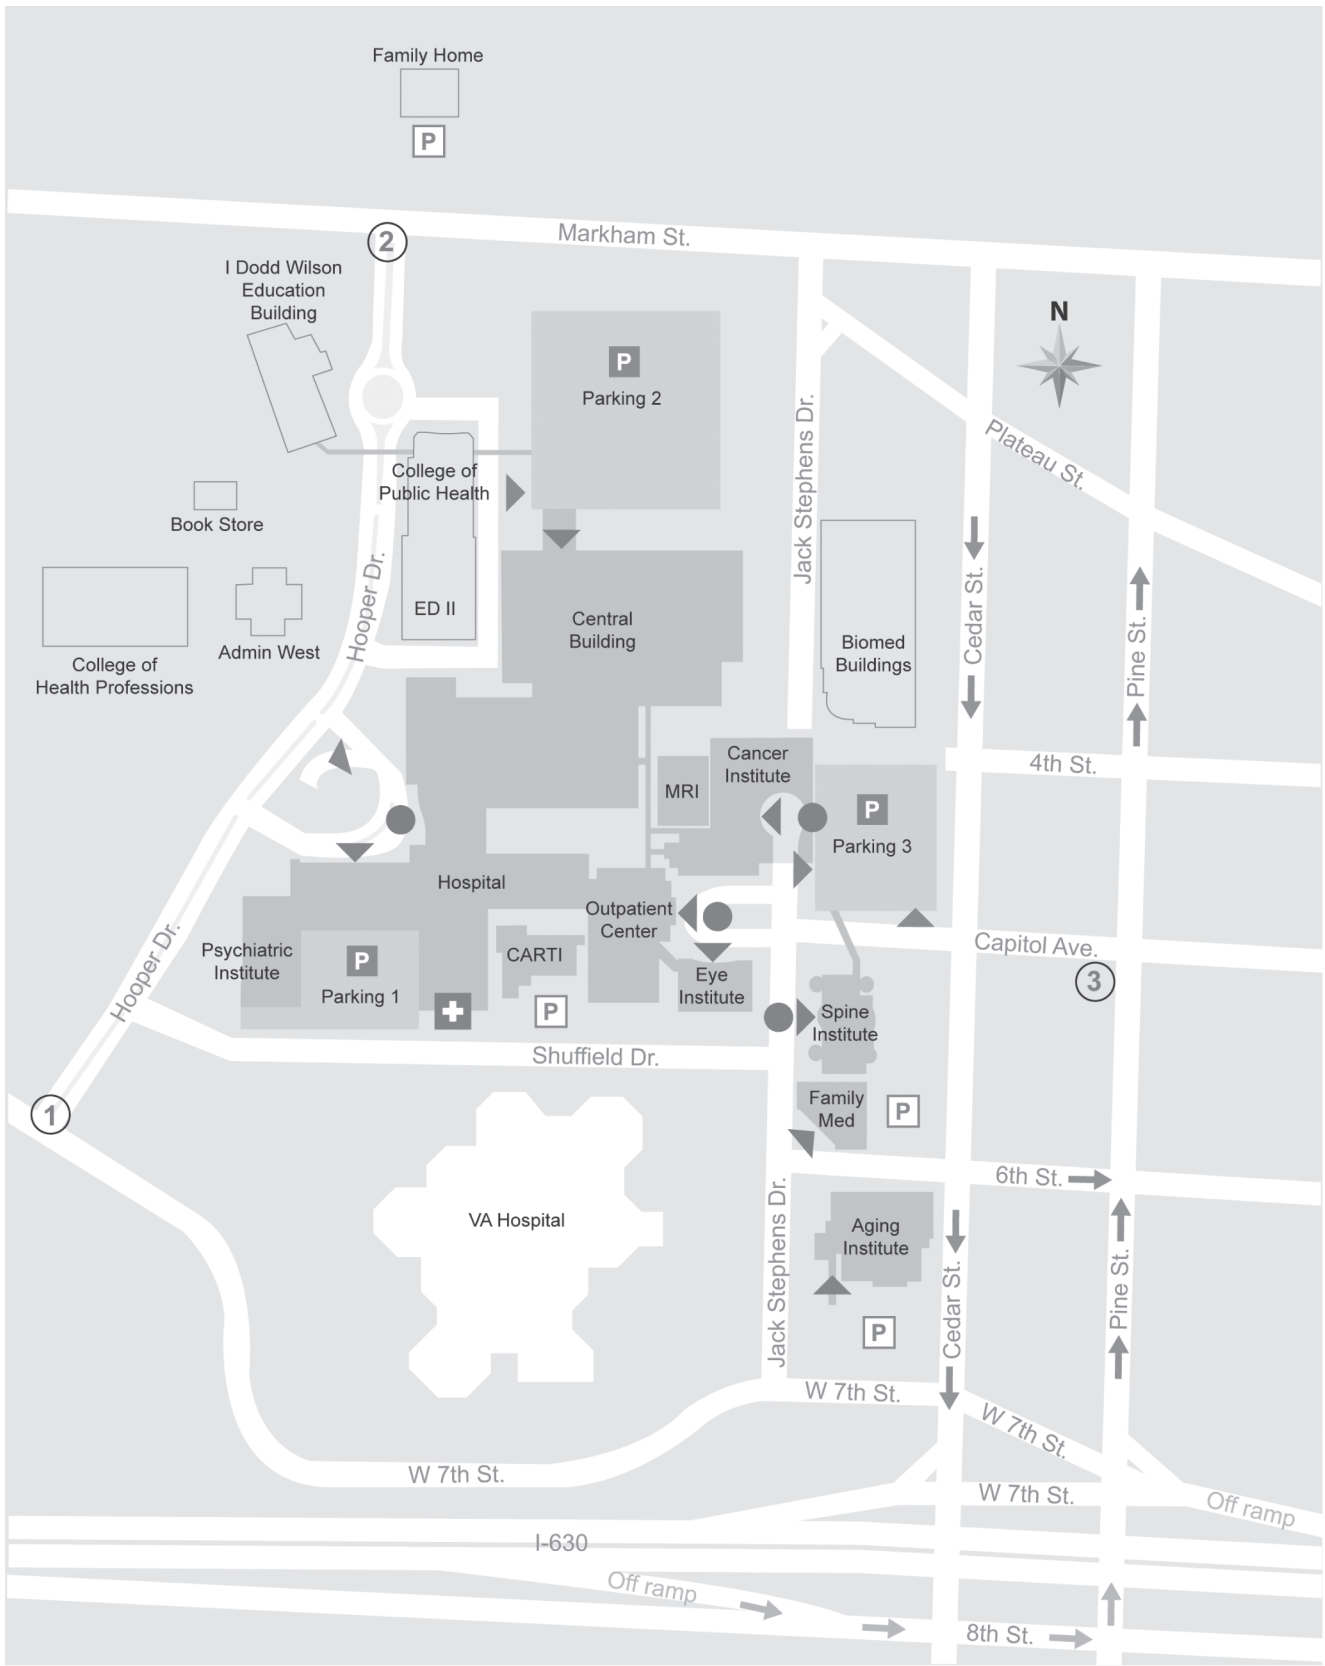 Family Home
P
Markham St.
2
I Dodd Wilson
Education
Building
N
P
Parking 2
Jack Stephens Dr.
Plateau St.
College of
Public Health
Book Store
Hooper Dr.
ED II
Central
Building
Cedar St.
Pine St.
Biomed
Buildings
Admin West
College of
Health Professions
Cancer
Institute
4th St.
MRI
P
Parking 3
Hospital
Outpatient
Center
Hooper Dr.
Psychiatric
Institute
P
Parking 1
CARTI
P
Eye
Institute
Capitol Ave.
3
Spine
Institute
Shuffield Dr.
1
Family
Med
P
6th St.
VA Hospital
Jack Stephens Dr.
Aging
Institute
P
Cedar St.
Pine St.
W 7th St.
W 7th St.
W 7th St.
W 7th St.
Off ramp
I-630
Off ramp
8th St.